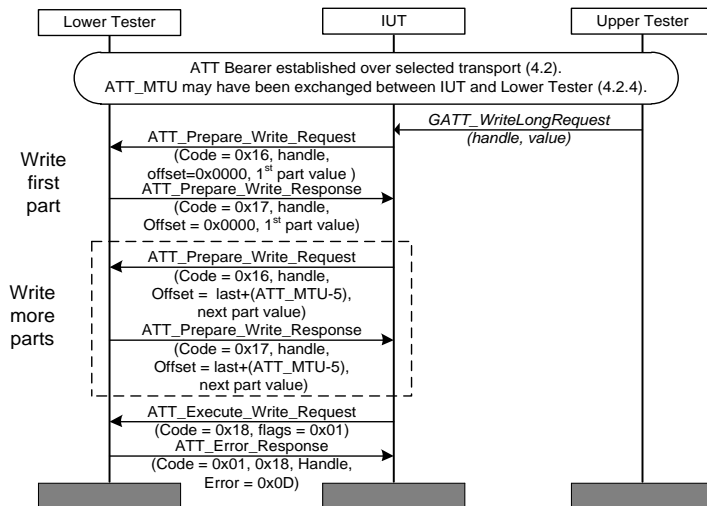 Lower Tester
IUT
Upper Tester
ATT Bearer established over selected transport (4.2).
ATT_MTU may have been exchanged between IUT and Lower Tester (4.2.4).
GATT_WriteLongRequest
(handle, value)
Write
first
part
ATT_Prepare_Write_Request
(Code = 0x16, handle,
offset=0x0000, 1st part value )
ATT_Prepare_Write_Response
(Code = 0x17, handle,
Offset = 0x0000, 1st part value)
Write
more
parts
ATT_Prepare_Write_Request
(Code = 0x16, handle,
Offset = last+(ATT_MTU-5),
next part value)
ATT_Prepare_Write_Response
(Code = 0x17, handle,
Offset = last+(ATT_MTU-5),
next part value)
ATT_Execute_Write_Request
(Code = 0x18, flags = 0x01)
ATT_Error_Response
(Code = 0x01, 0x18, Handle,
Error = 0x0D)